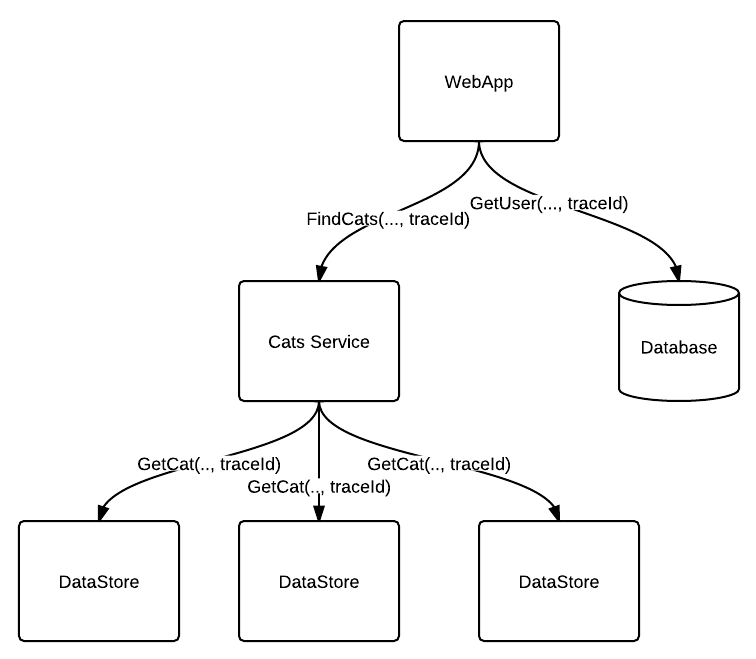 WebApp
GetUser(..., traceId)
FindCats(..., traceId)
Cats Service
Database
GetCat(.., traceId)
GetCat(.., traceId)
GetCat(.., traceId)
DataStore
DataStore
DataStore